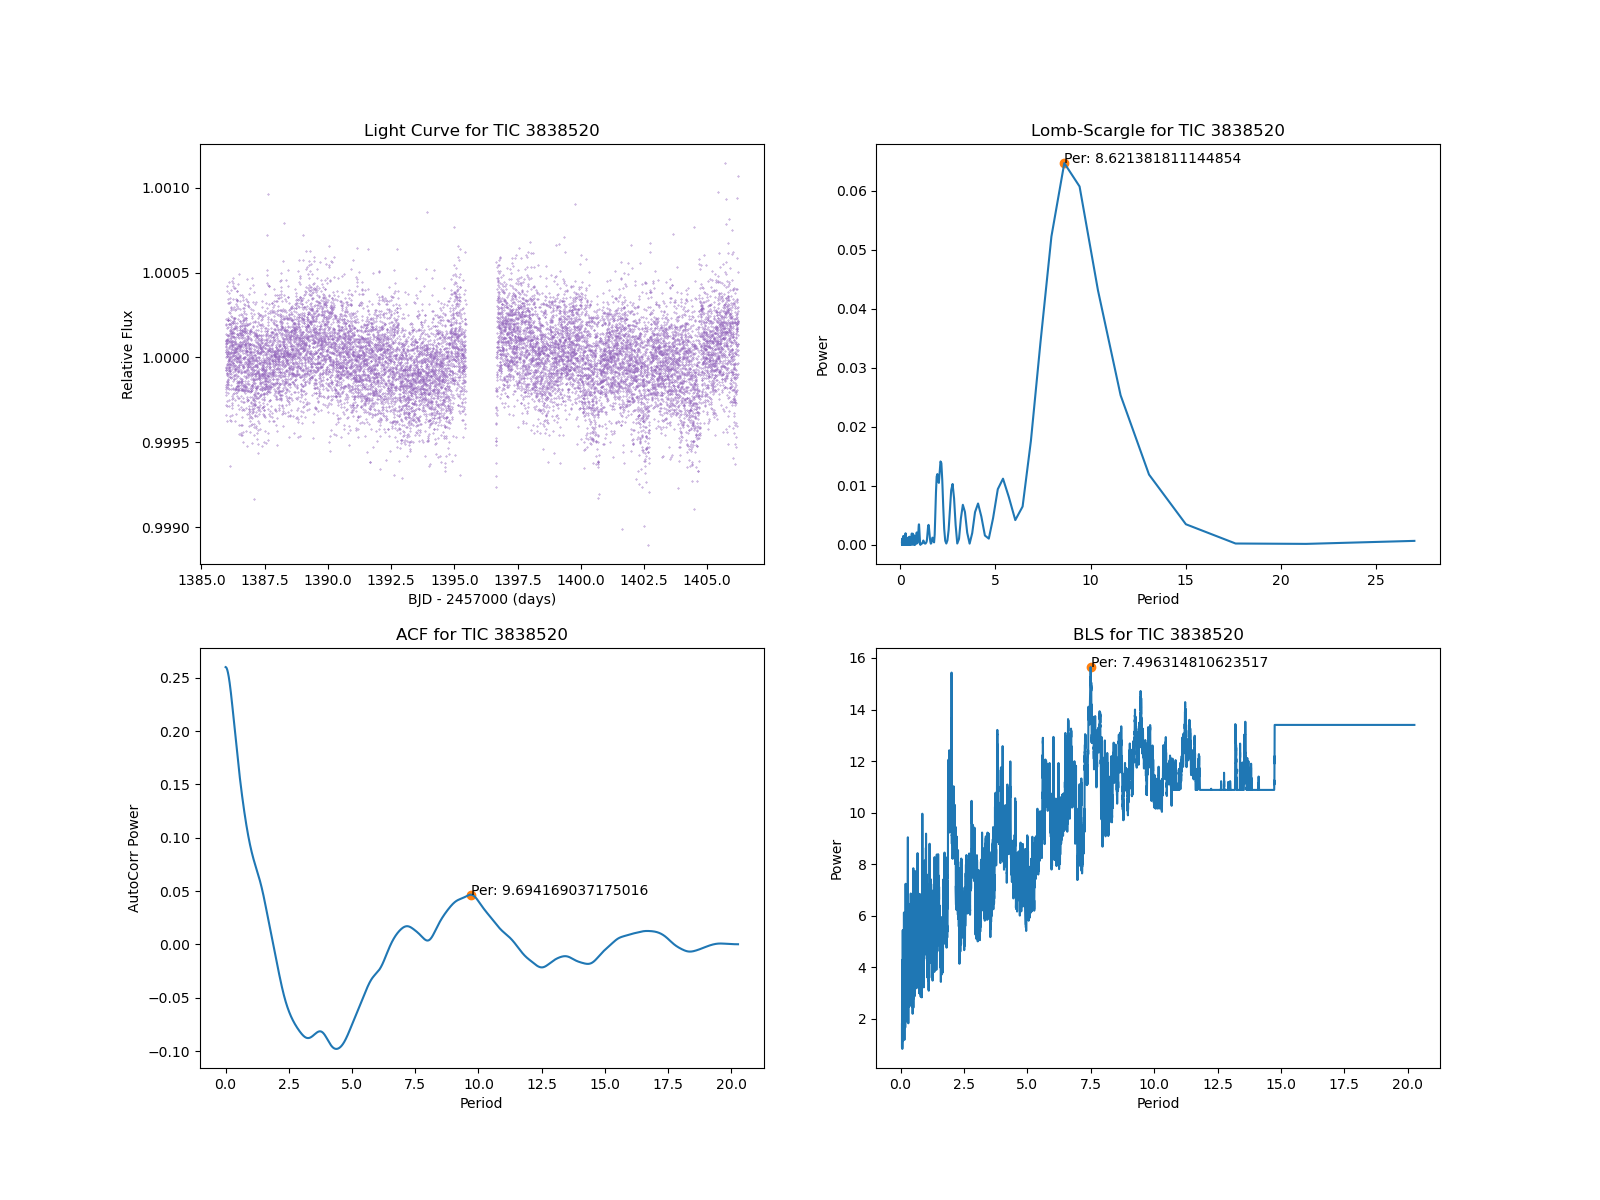 Light Curve for TIC 3838520
1.0010
1.0005
1.0000
0.9995
0.9990
Relative Flux
1385.0 1387.5 1390.0 1392.5 1395.0 1397.5 1400.0 1402.5 1405.0
BJD - 2457000 (days)
Lomb-Scargle for TIC 3838520
Per: 8.621381811144854
0.06
0.05
0.04
0.03
0.02
0.01
0.00
Power
0 5 10 15 20 25
Period
ACF for TIC 3838520
0.25
0.20
0.15
0.10
0.05
0.00
−0.05
−0.10
AutoCorr Power
Per: 9.694169037175016
0.0 2.5 5.0 7.5 10.0 12.5 15.0 17.5 20.0
Period
BLS for TIC 3838520
Per: 7.496314810623517
16
14
12
10
8
6
4
2
Power
0.0 2.5 5.0 7.5 10.0 12.5 15.0 17.5 20.0
Period